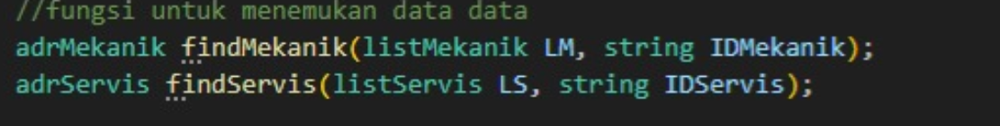 //fungsi untuk menemukan data data
adrMekanik findMekanik(listMekanik LM, string IDMekanik);
adrServis findServis(listServis LS, string IDServis);